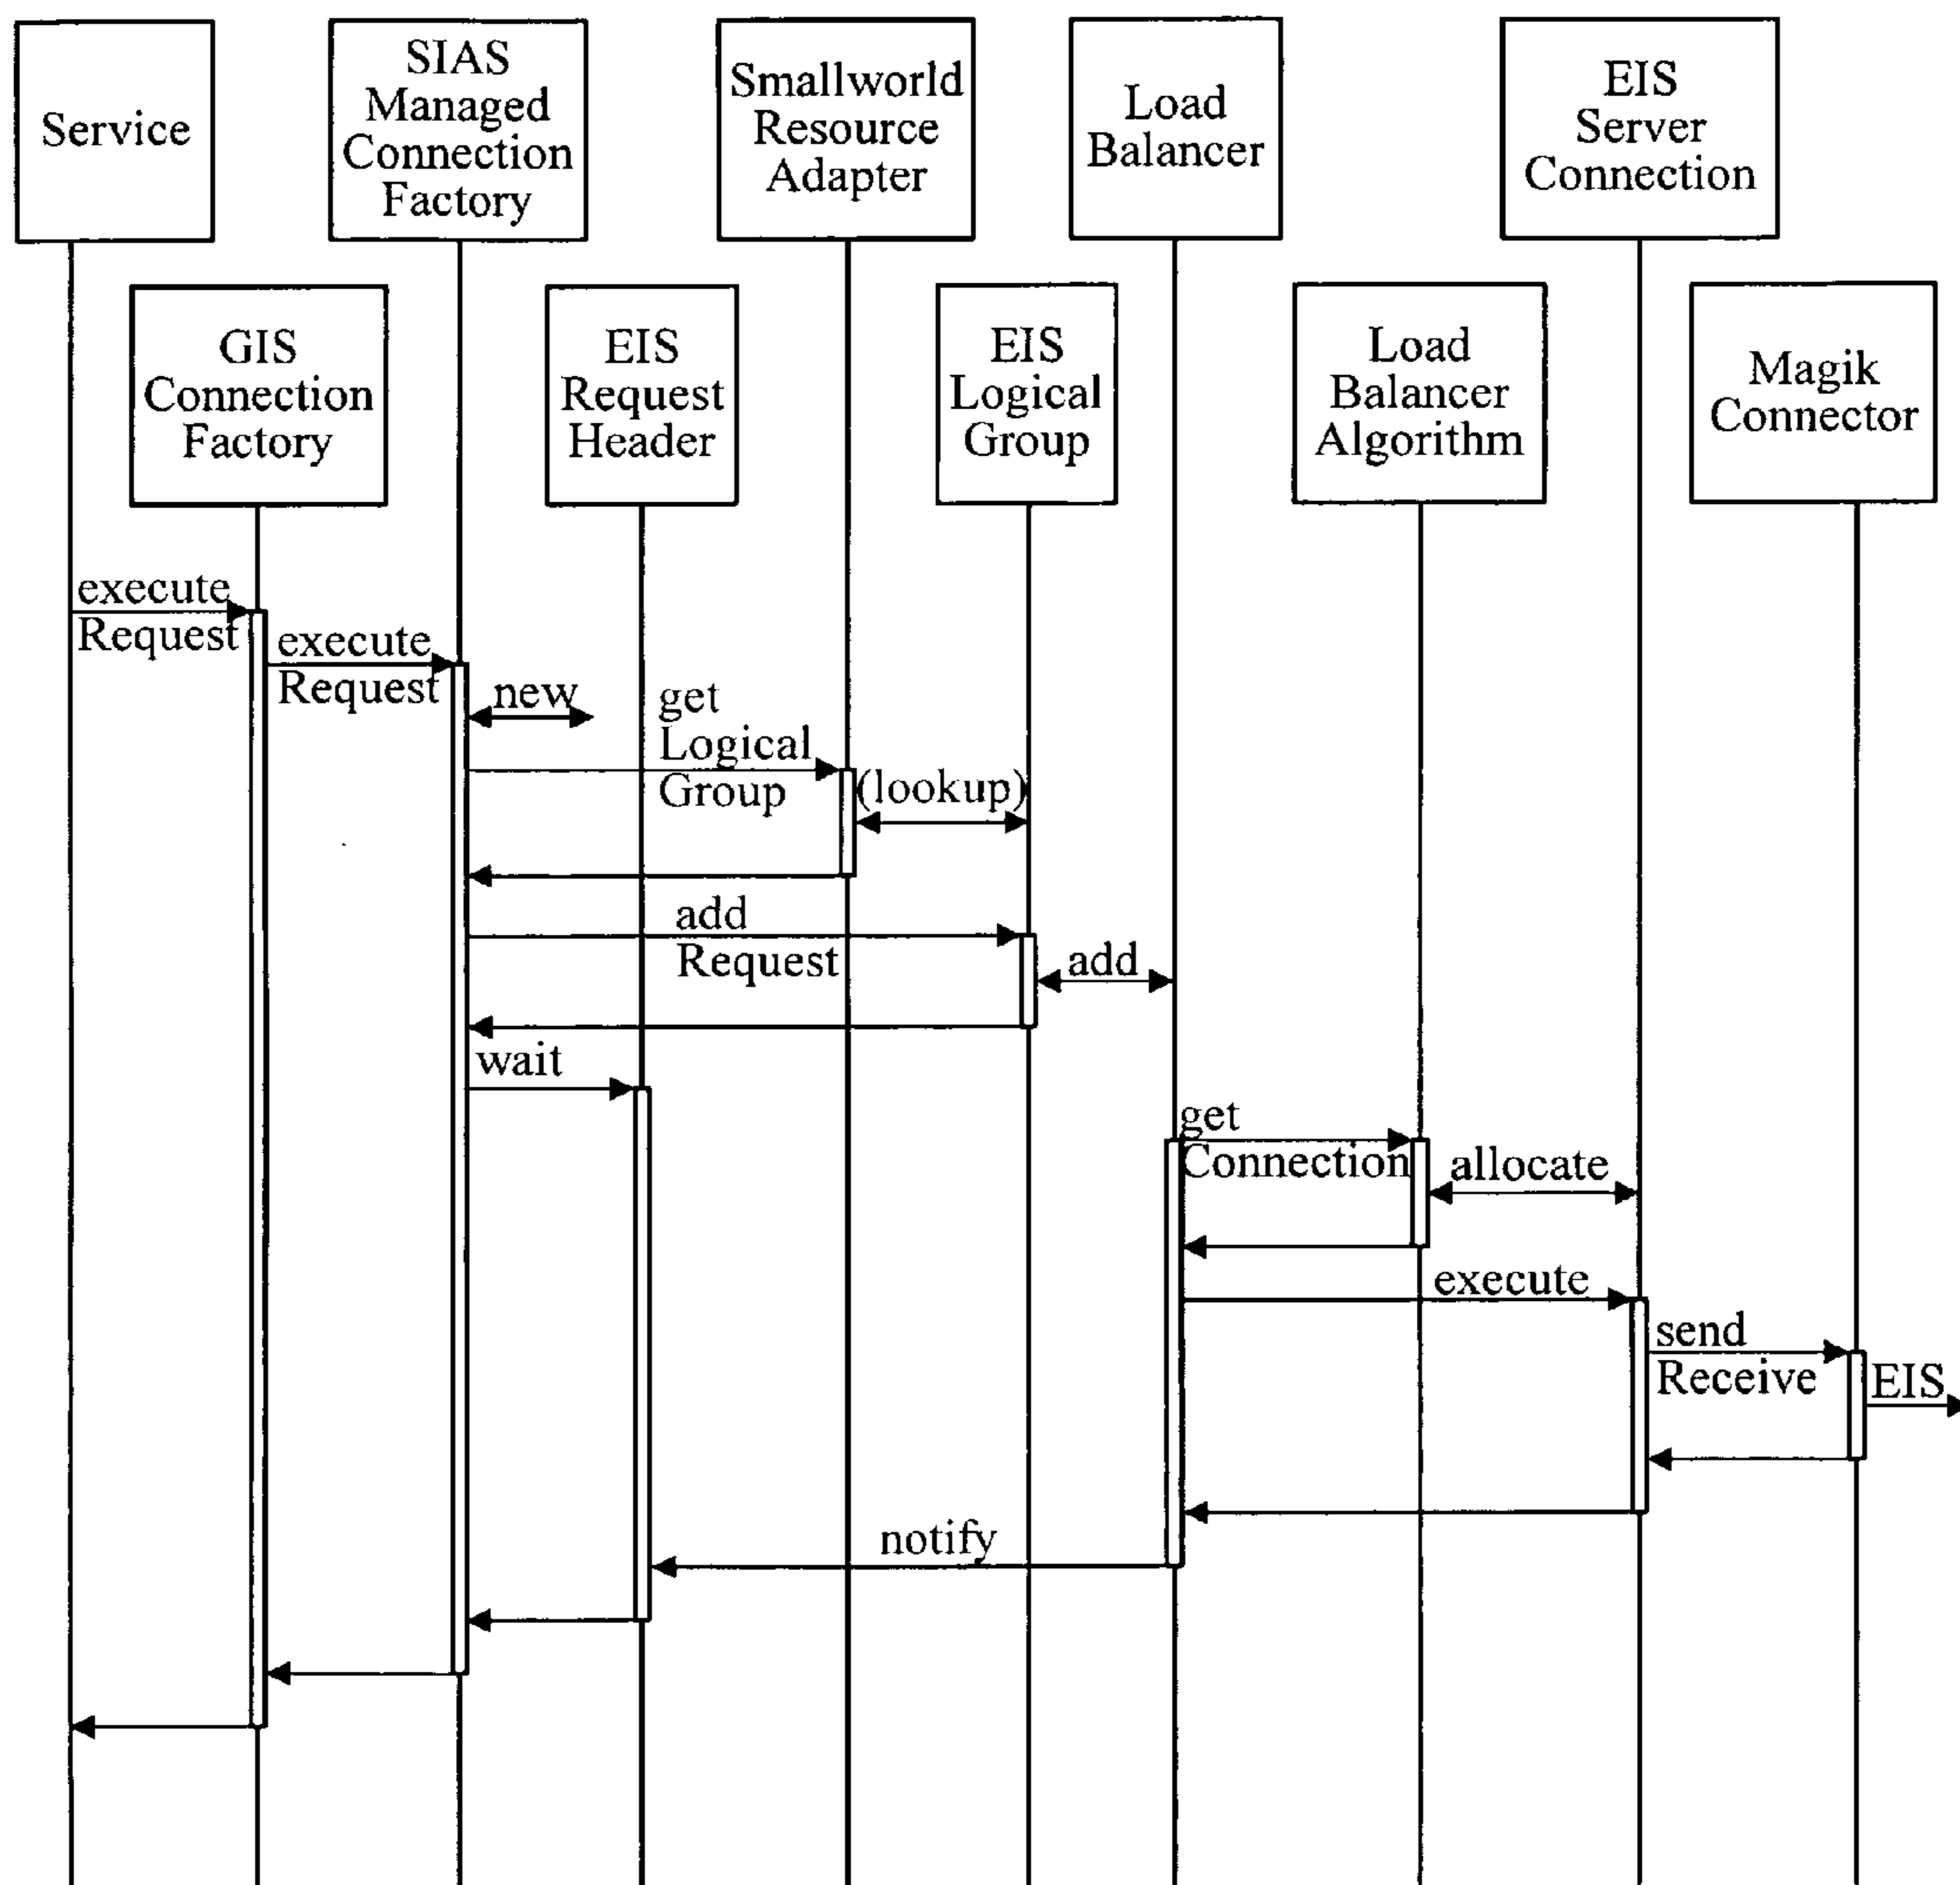 Service
SIAS
Managed
Connection
Factory
Smallworld
Resource
Adapter
Load
Balancer
EIS
Server
Connection
GIS
Connection
Factory
EIS
Request
Header
EIS
Logical
Group
Load
Balancer
Algorithm
Magik
Connector
execute
Request
execute
Request
new
get
Logical
Group
(lookup)
add
Request
add
wait
get
Connection
allocate
execute
send
Receive
EIS
notify